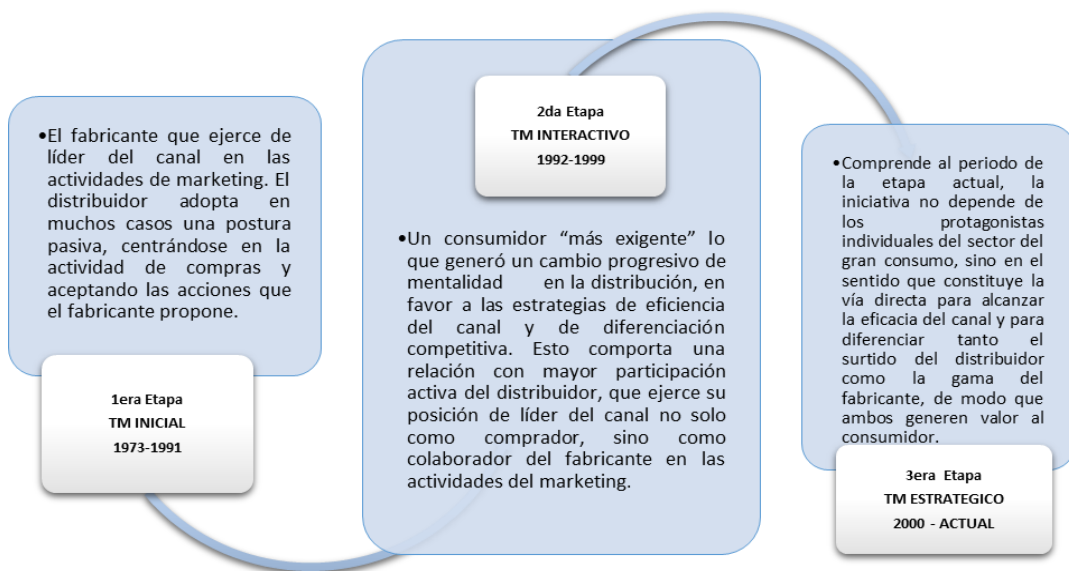 •El fabricante que ejerce de
líder del canal en las
actividades de marketing. El
distribuidor adopta en
muchos casos una postura
pasiva, centrándose en la
actividad de compras y
aceptando las acciones que
el fabricante propone.
1era Etapa
TM INICIAL
1973-1991
2da Etapa
TM INTERACTIVO
1992-1999
•Un consumidor “más exigente” lo
que generó un cambio progresivo de
mentalidad en la distribución, en
favor a las estrategias de eficiencia
del canal y de diferenciación
competitiva. Esto comporta una
relación con mayor participación
activa del distribuidor, que ejerce su
posición de líder del canal no solo
como comprador, sino como
colaborador del fabricante en las
actividades del marketing.
•Comprende al periodo de
la etapa actual, la
iniciativa no depende de
los protagonistas
individuales del sector del
gran consumo, sino en el
sentido que constituye la
vía directa para alcanzar
la eficacia del canal y para
diferenciar tanto el
surtido del distribuidor
como la gama del
fabricante, de modo que
ambos generen valor al
consumidor.
3era Etapa
TM ESTRATEGICO
2000 - ACTUAL